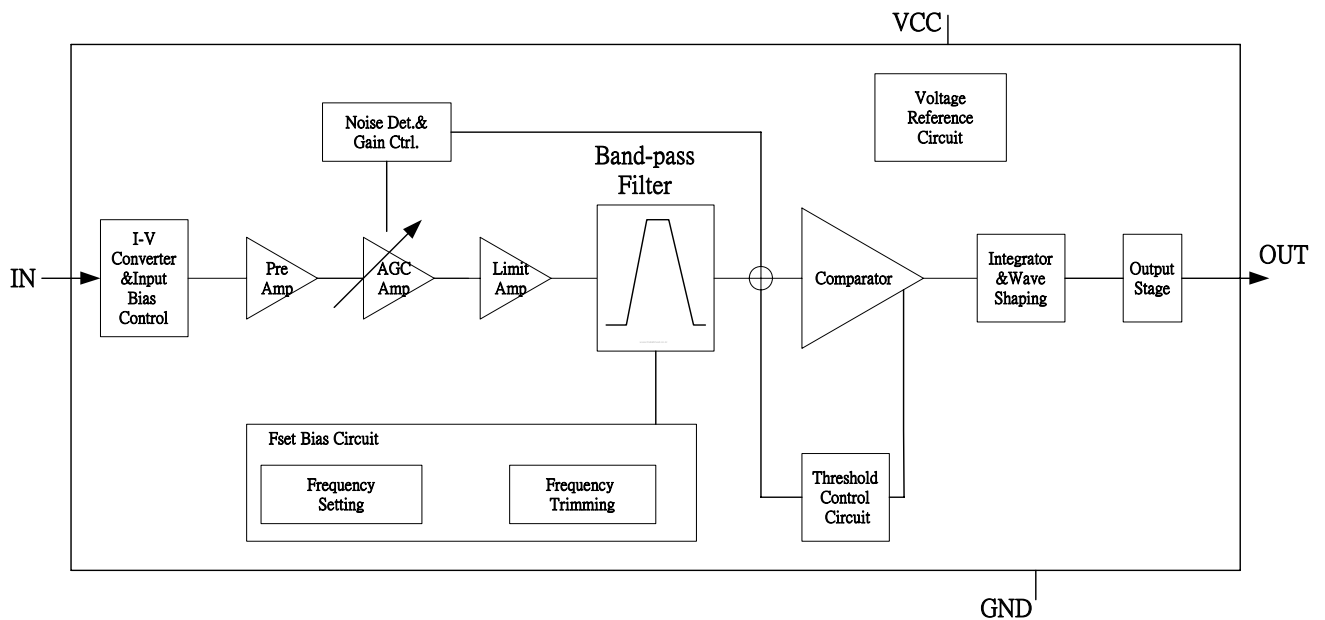 VCC
Voltage
Reference
Circuit
Noise Det.&
Gain Ctrl.
Band-pass
Filter
IN
I-V
Converter
&Input
Bias
Control
Pre
Amp
AGC
Amp
Limit
Amp
Comparator
Integrator
&Wave
Shaping
Output
Stage
OUT
Fset Bias Circuit
Frequency
Setting
Frequency
Trimming
Threshold
Control
Circuit
GND